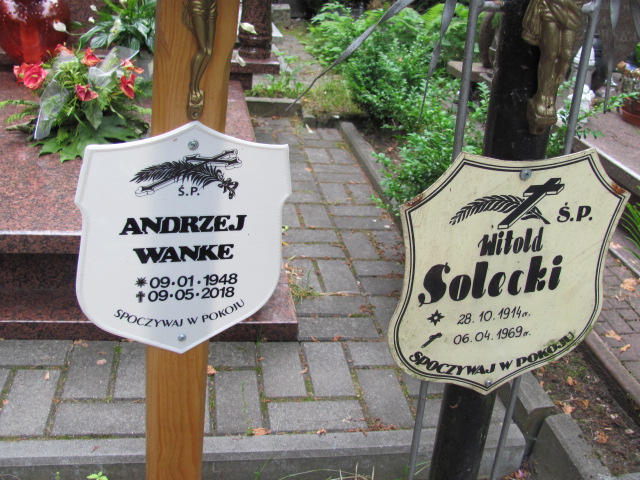 Ś.P.
ANDRZEJ
WANKE
✷09·01·1948
✝09·05·2018
SPOCZYWAJ W POKOJU
Ś.P.
Witold
Solecki
28.10.1914r.
06.04.1969r.
SPOCZYWAJ W POKOJU